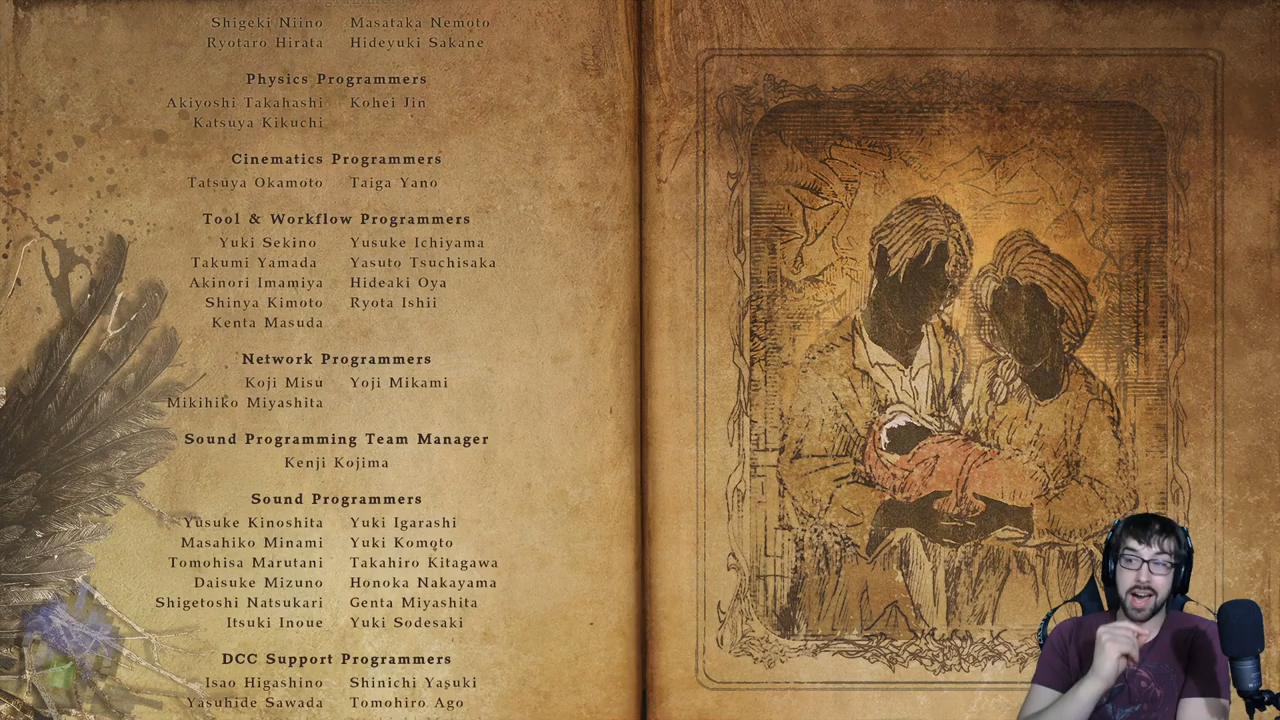 Shigeki Niino Masataka Nemoto
Ryotaro Hirata Hideyuki Sakane
Physics Programmers
Akiyoshi Takahashi Kohei Jin
Katsuya Kikuchi
Cinematics Programmers
Tatsuya Okamoto Taiga Yano
Tool & Workflow Programmers
Yuki Sekino Yusuke Ichiyama
Takumi Yamada Yasuto Tsuchisaka
Akinori Imamiya Hideaki Oya
Shinya Kimoto Ryota Ishii
Kenta Masuda
Network Programmers
Koji Misu Yoji Mikami
Mikihiko Miyashita
Sound Programming Team Manager
Kenji Kojima
Sound Programmers
Yusuke Kinoshita Yuki Igarashi
Masahiko Minami Yuki Komoto
Tomohisa Marutani Takahiro Kitagawa
Daisuke Mizuno Honoka Nakayama
Shigetoshi Natsukari Genta Miyashita
Itsuki Inoue Yuki Sodesaki
DCC Support Programmers
Isao Higashino Shinichi Yasuki
Yasuhide Sawada Tomohiro Ago